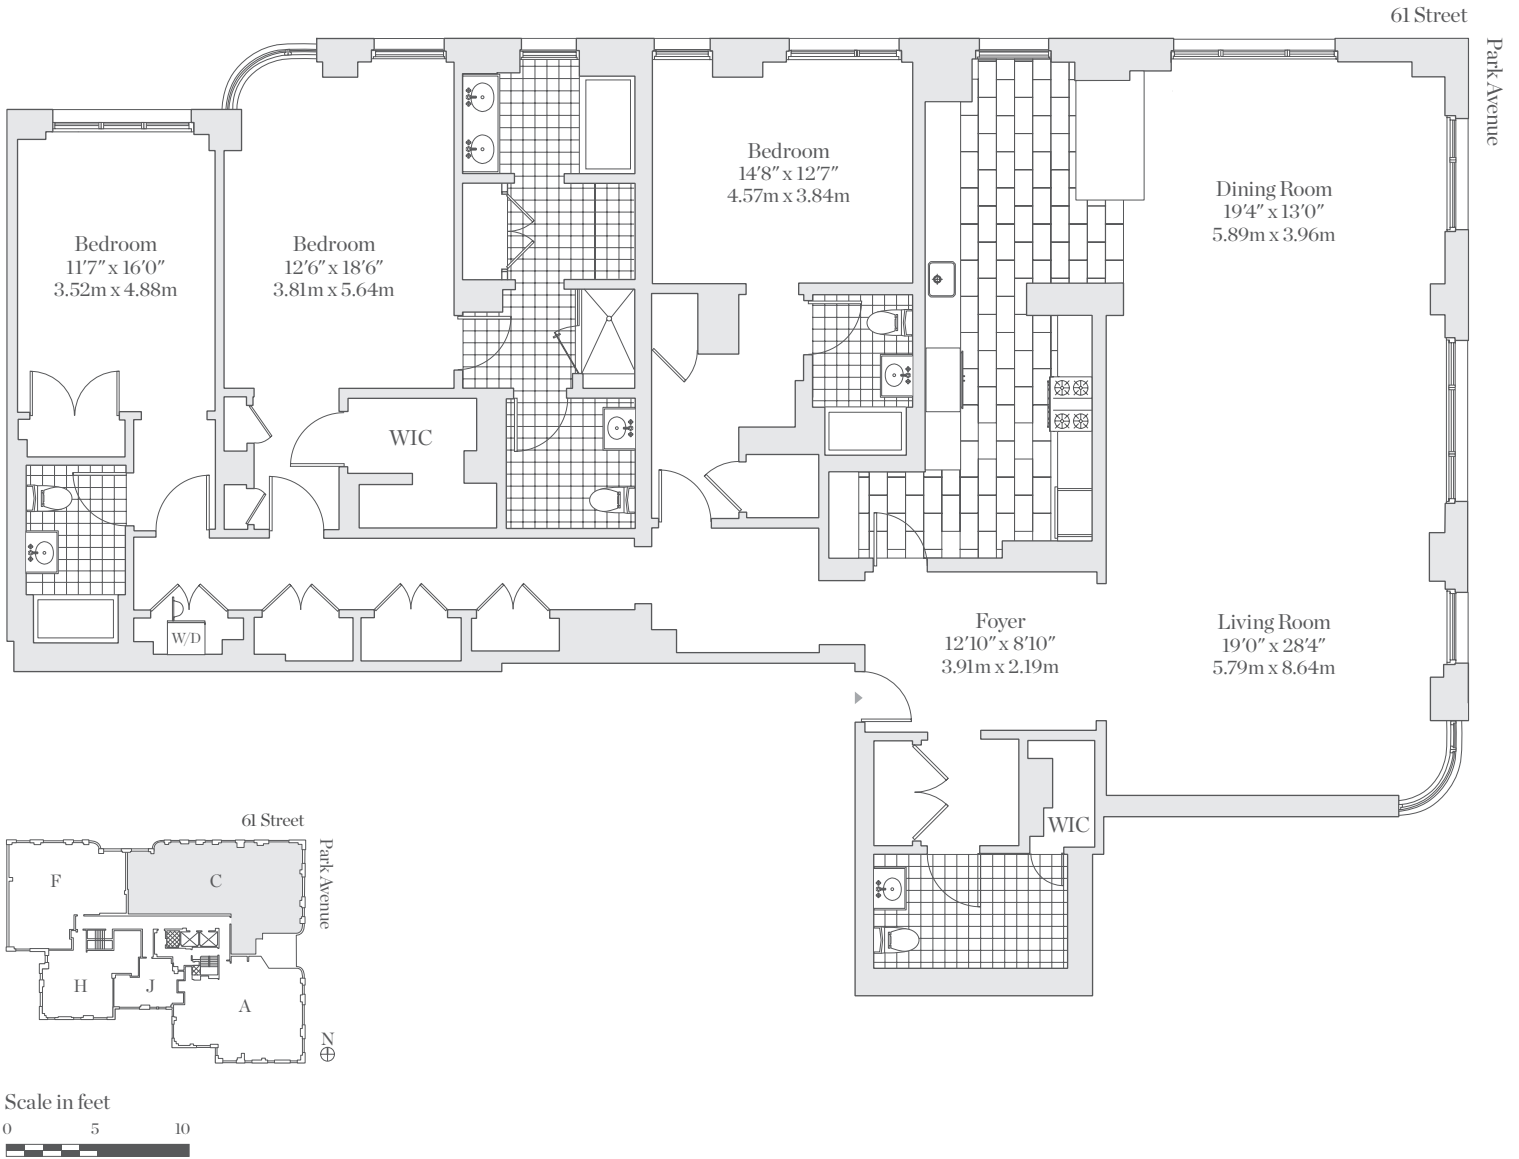 61 Street
Park Avenue
Bedroom
14'8" x 12'7"
4.57m x 3.84m
Dining Room
19'4" x 13'0"
5.89m x 3.96m
Bedroom
11'7" x 16'0"
3.52m x 4.88m
Bedroom
12'6" x 18'6"
3.81m x 5.64m
WIC
W/D
Foyer
12'10" x 8'10"
3.91m x 2.19m
Living Room
19'0" x 28'4"
5.79m x 8.64m
WIC
61 Street
Park Avenue
F
C
H
J
A
N
Scale in feet
0 5 10